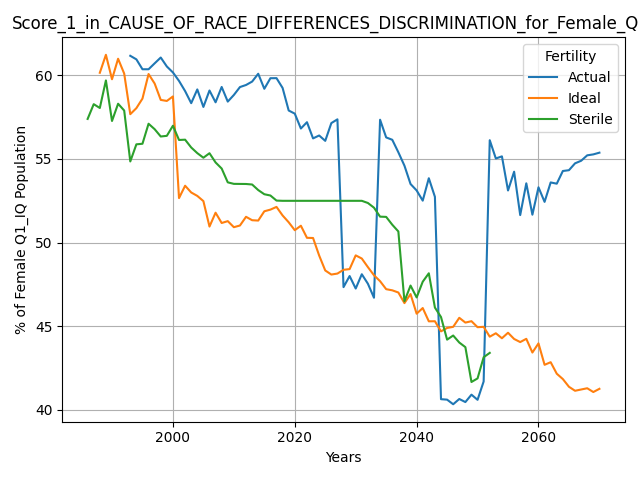 Score_1_in_CAUSE_OF_RACE_DIFFERENCES_DISCRIMINATION_for_Female_Q
Fertility
Actual
Ideal
Sterile
% of Female Q1_IQ Population
60
55
50
45
40
2000
2020
2040
2060
Years